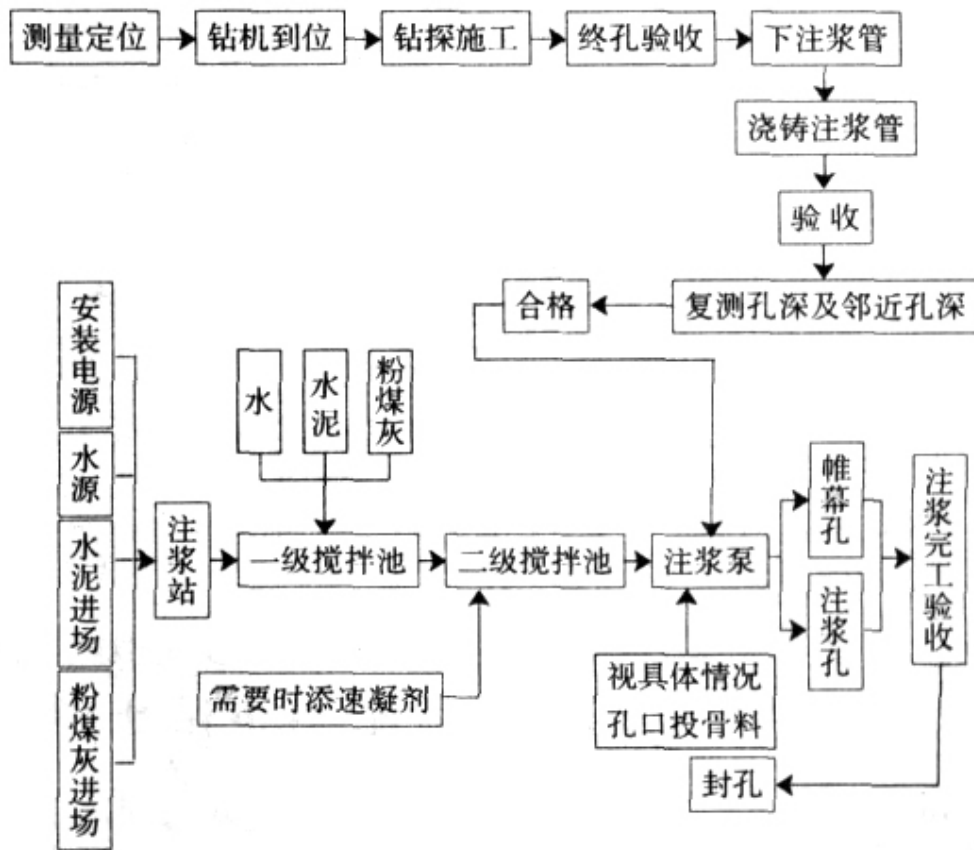 测量定位
钻机到位
钻探施工
终孔验收
下注浆管
浇铸注浆管
验收
复测孔深及邻近孔深
合格
安装电源
水源
水泥进场
粉煤灰进场
注浆站
水
水泥
粉煤灰
一级搅拌池
二级搅拌池
需要时添速凝剂
注浆泵
视具体情况
孔口投骨料
帷幕孔
注浆孔
注浆完工验收
封孔